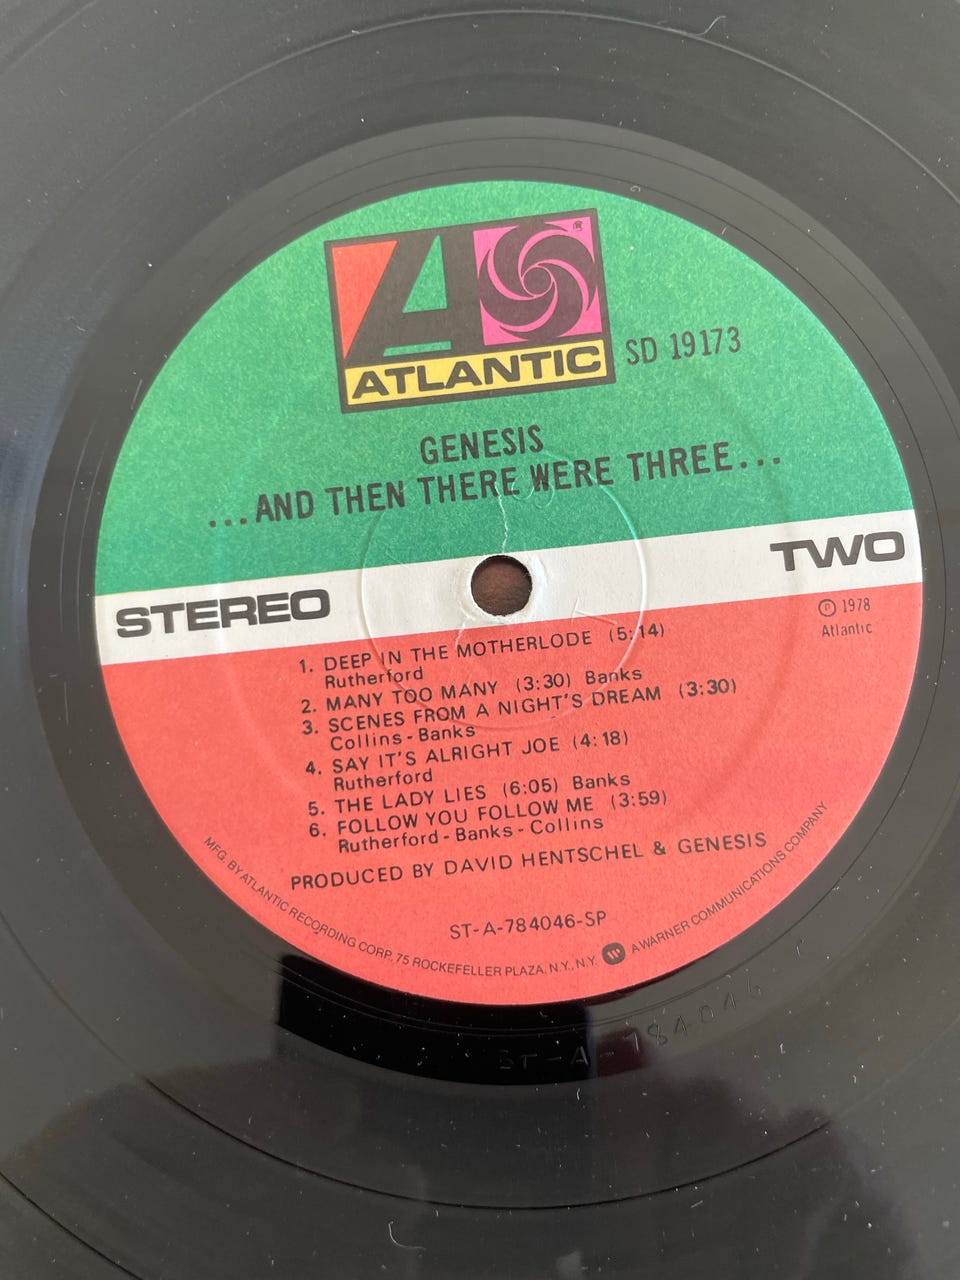 ®
ATLANTIC
SD 19173
GENESIS
...AND THEN THERE WERE THREE...
STEREO
TWO
℗ 1978
Atlantic
1. DEEP IN THE MOTHERLODE (5:14)
Rutherford
2. MANY TOO MANY (3:30) Banks
3. SCENES FROM A NIGHT'S DREAM (3:30)
Collins-Banks
4. SAY IT'S ALRIGHT JOE (4:18)
Rutherford
5. THE LADY LIES (6:05) Banks
6. FOLLOW YOU FOLLOW ME (3:59)
Rutherford-Banks-Collins
PRODUCED BY DAVID HENTSCHEL & GENESIS
ST-A-784046-SP
MFG. BY ATLANTIC RECORDING CORP., 75 ROCKEFELLER PLAZA, N.Y., N.Y. A WARNER COMMUNICATIONS COMPANY
ST-A-784046